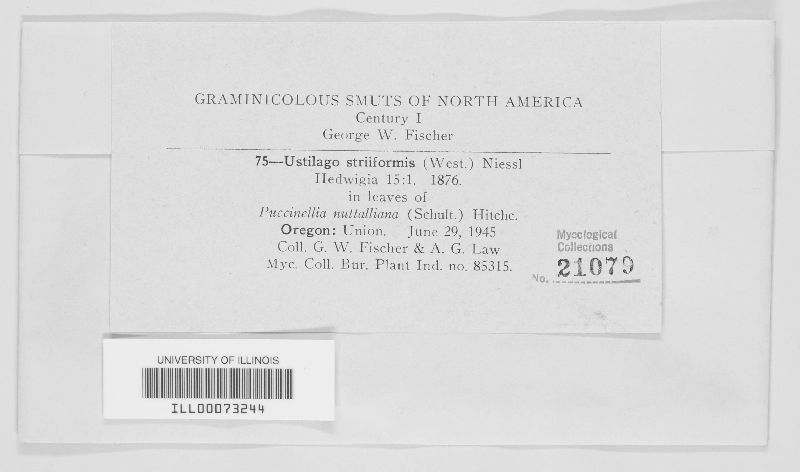 GRAMINICOLOUS SMUTS OF NORTH AMERICA
Century I
George W. Fischer
75—Ustilago striiformis (West.) Niessl
Hedwigia 15:1, 1876.
in leaves of
Puccinellia nuttalliana (Schult.) Hitchc.
Oregon: Union. June 29, 1945
Coll. G. W. Fischer & A. G. Law
Myc. Coll. Bur. Plant Ind. no. 85315.
Mycological
Collections
No. 21079
UNIVERSITY OF ILLINOIS
ILL00073244